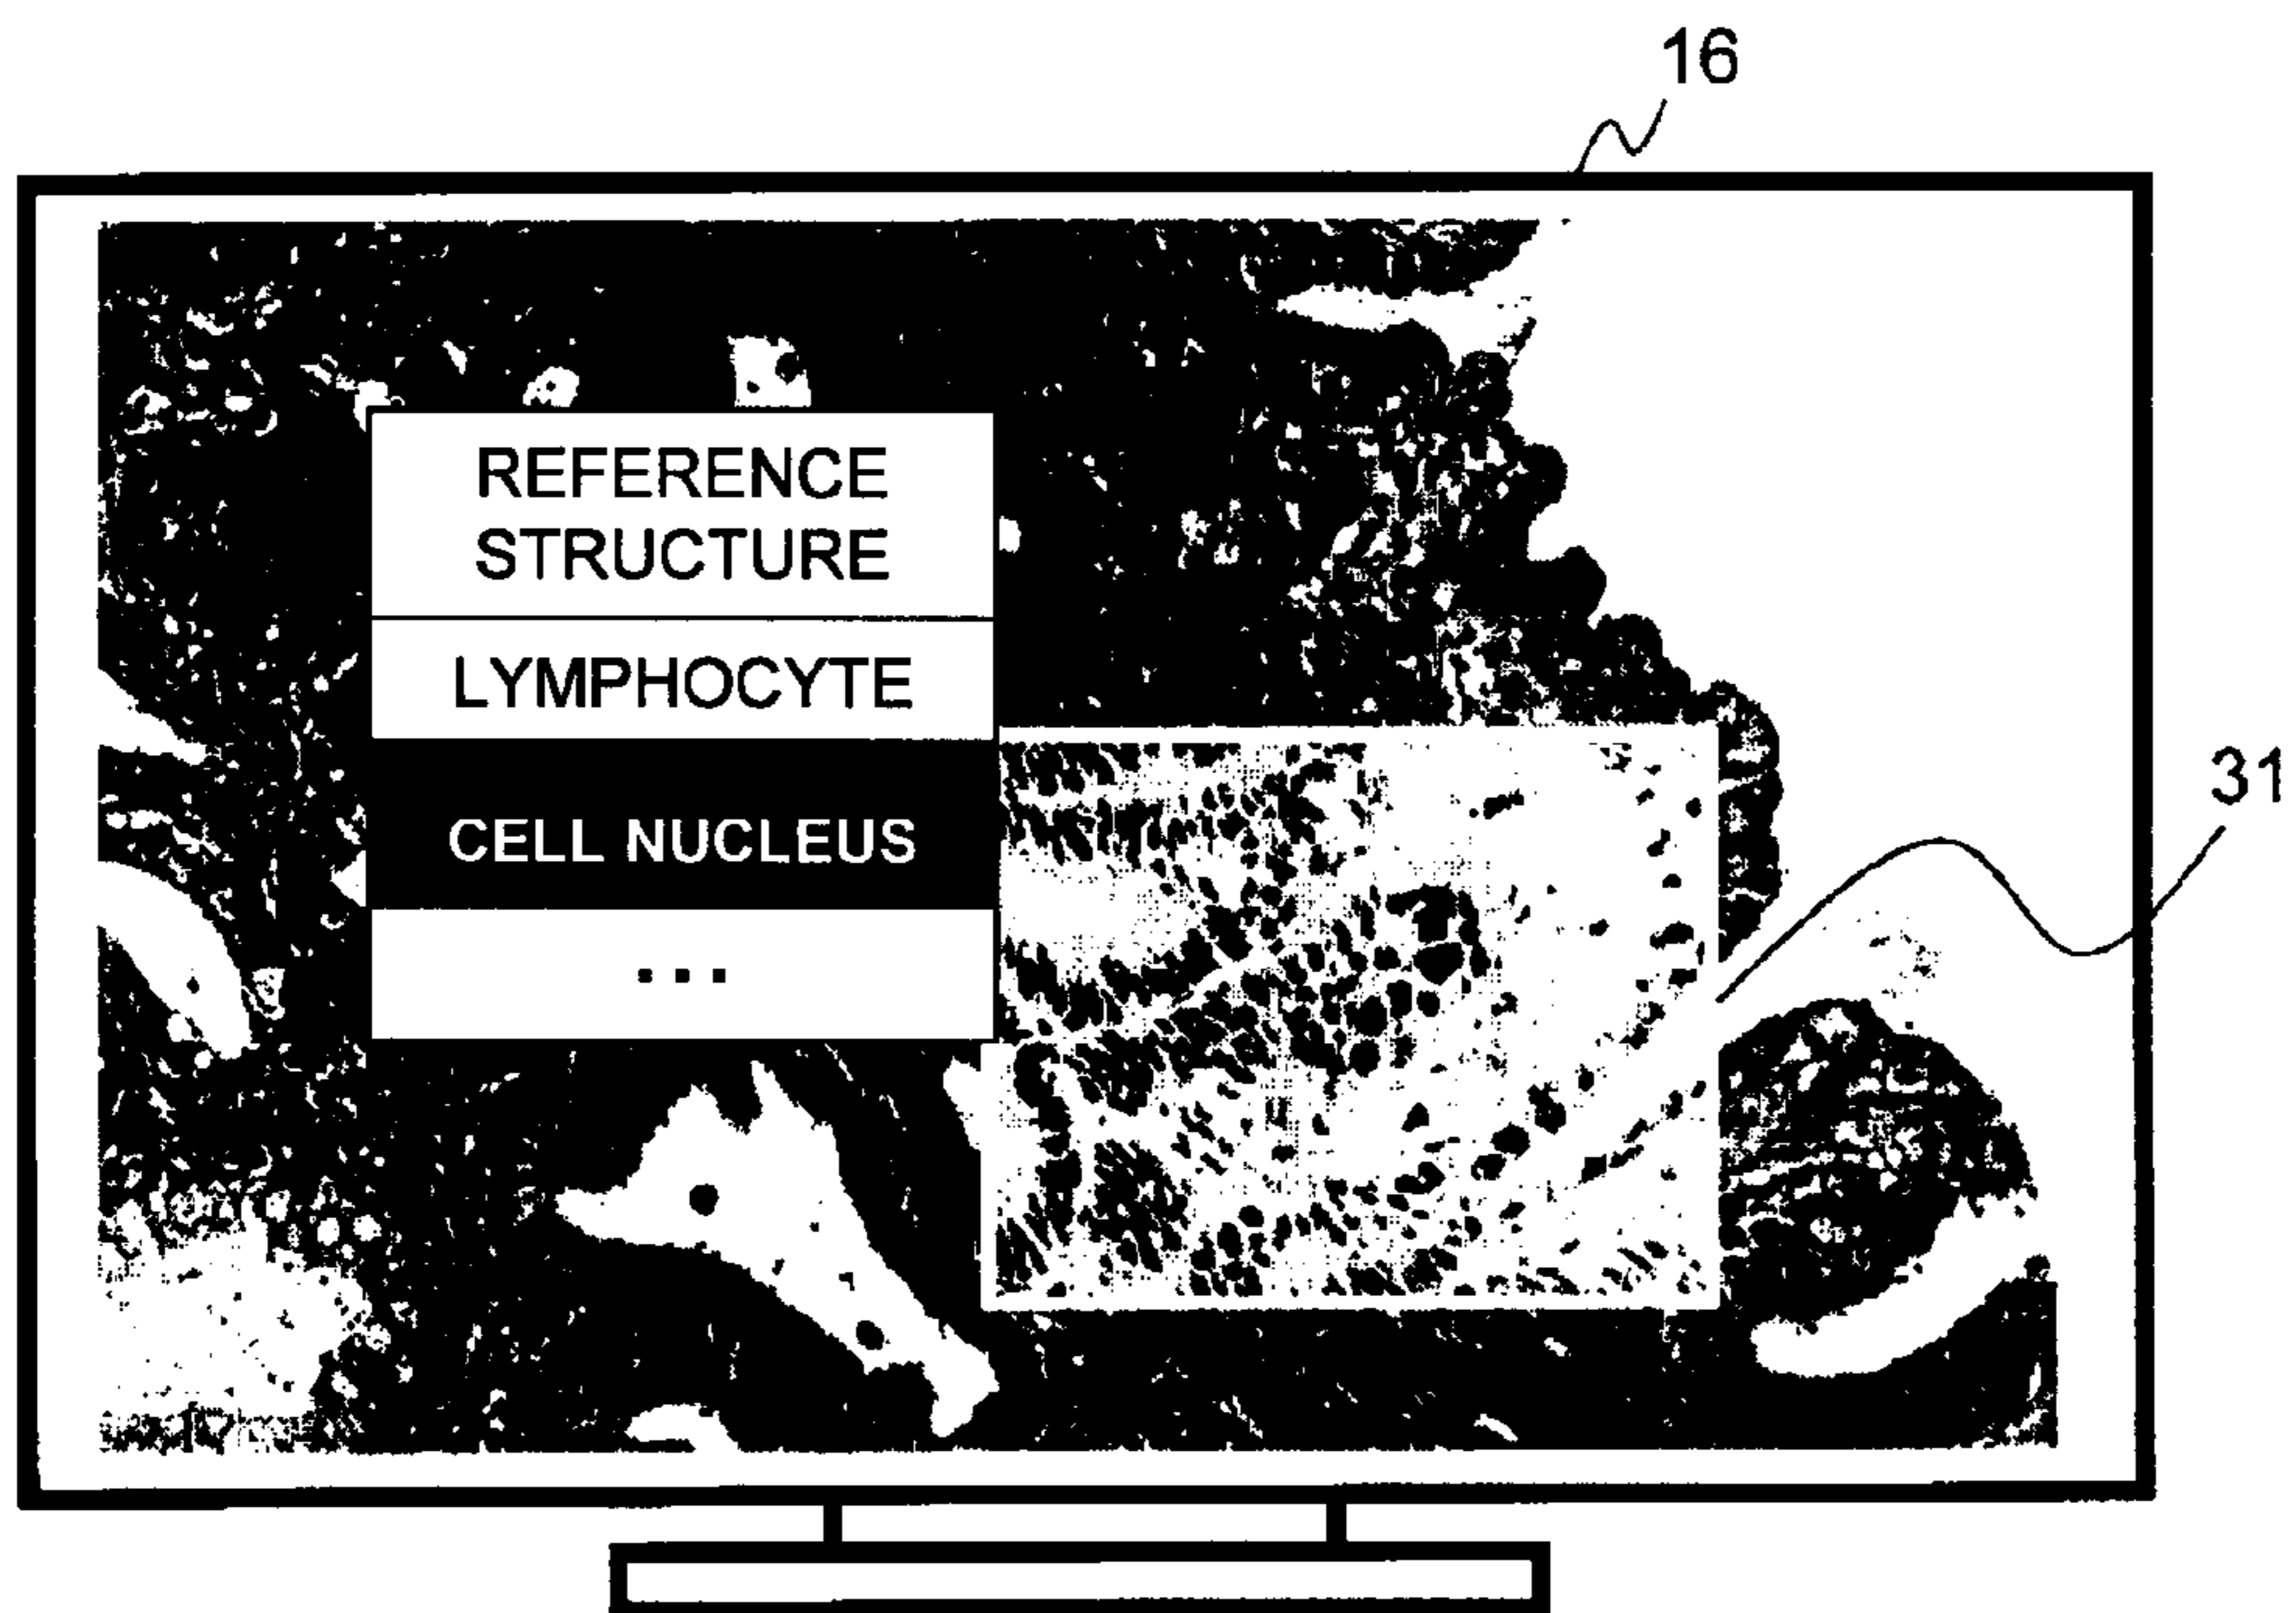 16
REFERENCE
STRUCTURE
LYMPHOCYTE
CELL NUCLEUS
...
31